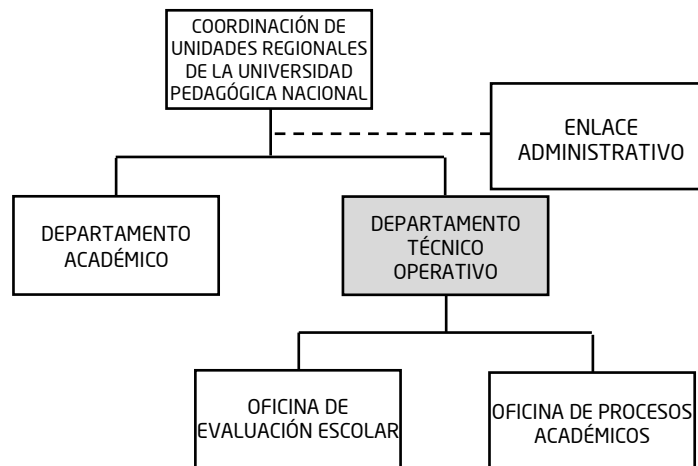 COORDINACIÓN DE
UNIDADES REGIONALES
DE LA UNIVERSIDAD
PEDAGÓGICA NACIONAL
ENLACE
ADMINISTRATIVO
DEPARTAMENTO
ACADÉMICO
DEPARTAMENTO
TÉCNICO
OPERATIVO
OFICINA DE
EVALUACIÓN ESCOLAR
OFICINA DE PROCESOS
ACADÉMICOS